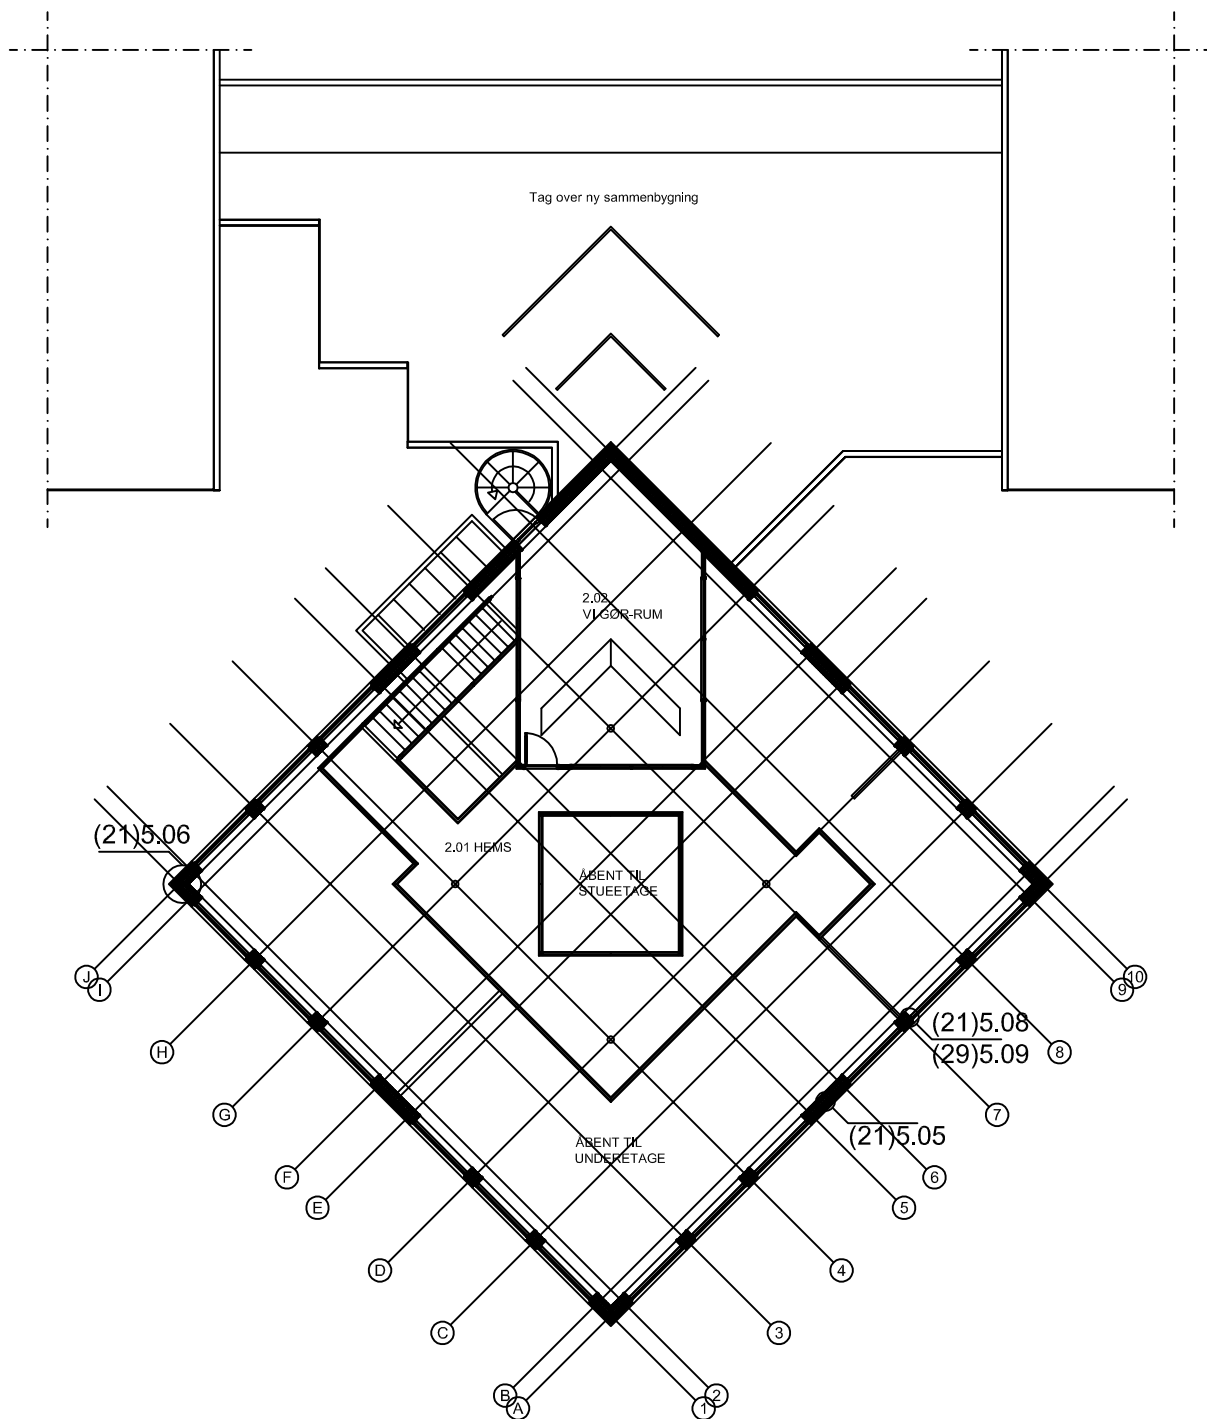 Tag over ny sammenbygning
2.02
VI GØR-RUM
(21)5.06
2.01 HEMS
ÅBENT TIL
STUEETAGE
J
I
10
9
(21)5.08
(29)5.09
H
8
G
7
(21)5.05
ÅBENT TIL
UNDERETAGE
F
6
E
5
D
4
C
3
B
2
A
1